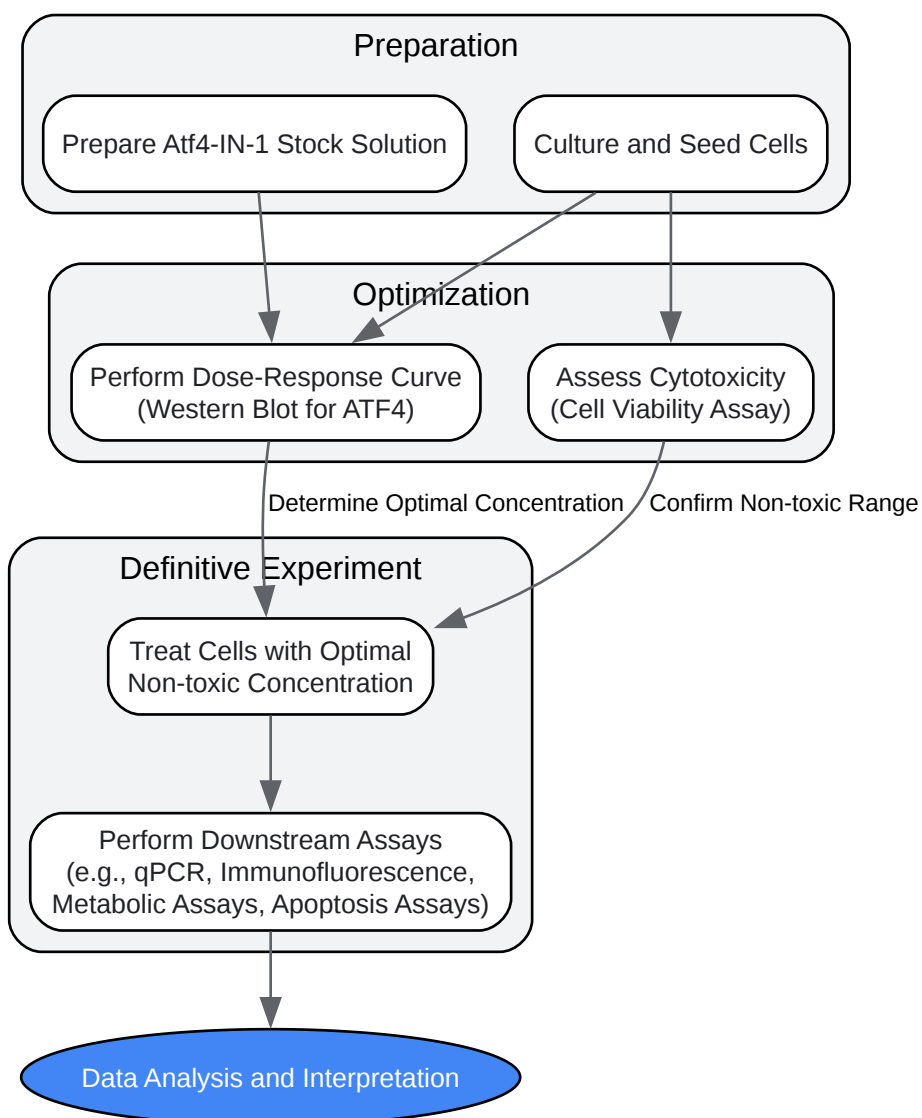 Preparation
Prepare Atf4-IN-1 Stock Solution
Culture and Seed Cells
Optimization
Perform Dose-Response Curve
(Western Blot for ATF4)
Assess Cytotoxicity
(Cell Viability Assay)
Determine Optimal Concentration
Confirm Non-toxic Range
Definitive Experiment
Treat Cells with Optimal
Non-toxic Concentration
Perform Downstream Assays
(e.g., qPCR, Immunofluorescence,
Metabolic Assays, Apoptosis Assays)
Data Analysis and Interpretation